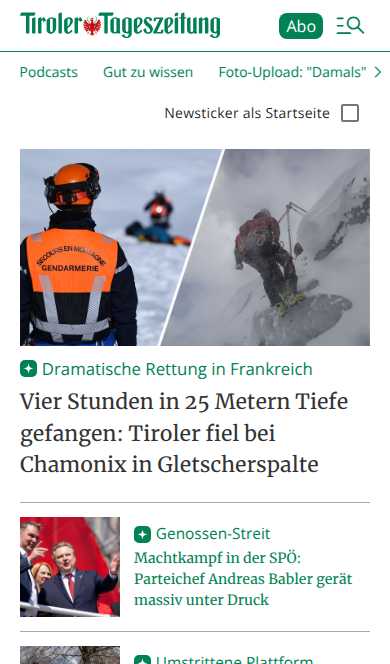 Tiroler Tageszeitung
Abo
Podcasts Gut zu wissen Foto-Upload: "Damals"
Newsticker als Startseite
SECOURS EN MONTAGNE
GENDARMERIE
Dramatische Rettung in Frankreich
Vier Stunden in 25 Metern Tiefe
gefangen: Tiroler fiel bei
Chamonix in Gletscherspalte
Genossen-Streit
Machtkampf in der SPÖ:
Parteichef Andreas Babler gerät
massiv unter Druck
Umstrittene Plattform